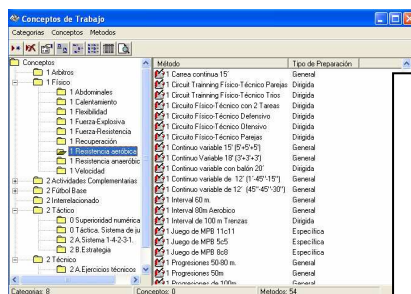 Conceptos de Trabajo
Categorias Conceptos Metodos
Conceptos
1 Arbitros
1 Físico
1 Abdominales
1 Calentamiento
1 Flexibilidad
1 Fuerza-Explosiva
1 Fuerza-Resistencia
1 Recuperación
1 Resistencia aeróbica
1 Resistencia anaeróbic
1 Velocidad
2 Actividades Complementarias
2 Fútbol Base
2 Interrelacionado
2 Táctico
0 Superioridad numérica
0 Táctica. Sistema de ju
2 A.Sistema 1-4-2-3-1.
2 B.Estrategia
2 Técnico
2 A.Ejercicios técnicos
Método Tipo de Preparación
1 Carrea continua 15' General
1 Circuit Trainning Físico-Técnico Parejas Dirigida
1 Circuit Trainning Físico-Técnico Trios Dirigida
1 Circuito Físico-Técnico con 2 Tareas Dirigida
1 Circuito Físico-Técnico Defensivo Dirigida
1 Circuito Físico-Técnico Ofensivo Dirigida
1 Circuito Físico-Técnico Parejas Dirigida
1 Continuo variable 15' (5'+5'+5') General
1 Continuo Variable 18' (3'+3'+3') General
1 Continuo variable con balón 20' Dirigida
1 Continuo variable de 12' (1'-45''-15'') General
1 Continuo variable de 12' (45''-45''-30'') General
1 Interval 60 m. General
1 Interval 80m Aerobico General
1 Interval de 100 m Trenzas Dirigida
1 Juego de MPB 11c11 Específica
1 Juego de MPB 5c5 Específica
1 Juego de MPB 8c8 Específica
1 Progresiones 50-80 m. General
1 Progresiones 50m General
1 Progresiones de 100m General
Categorias: 8 Conceptos: 0 Metodos: 54